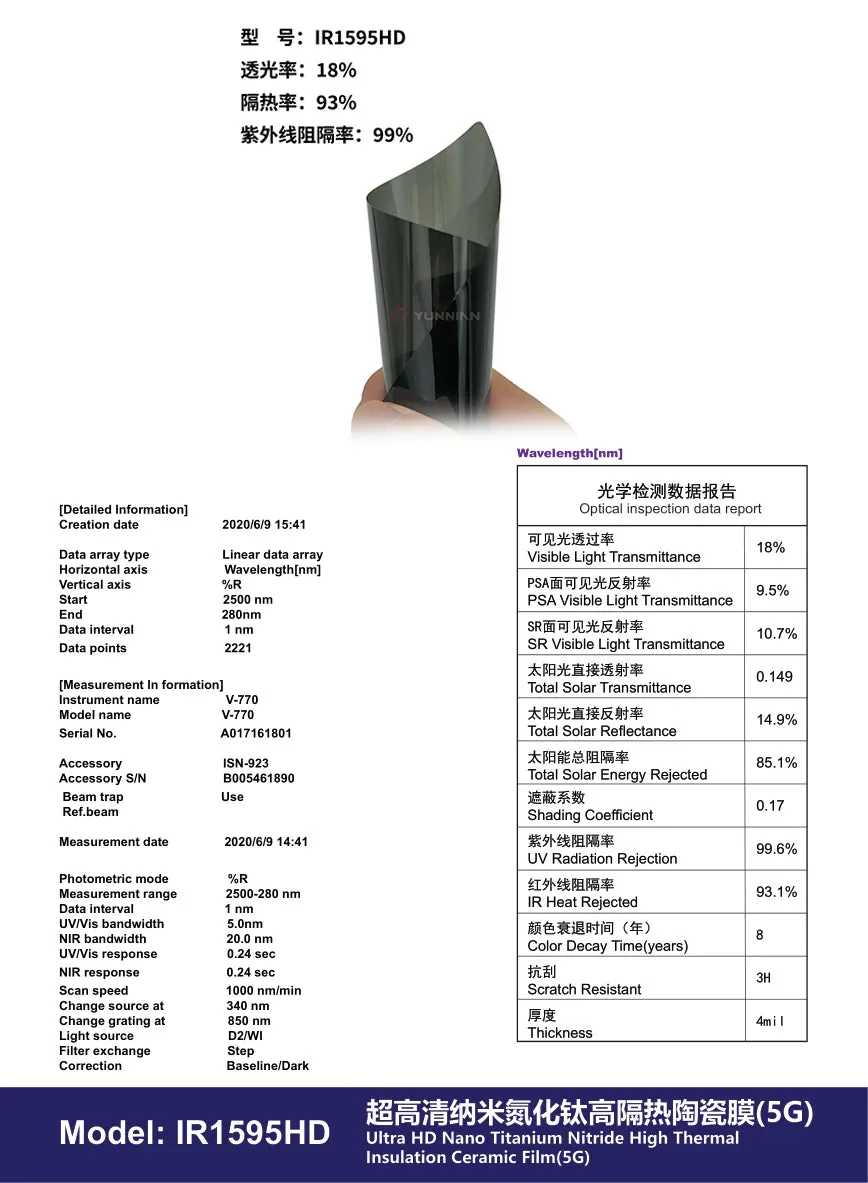 型 号：IR1595HD
透光率：18%
隔热率：93%
紫外线阻隔率：99%
YUNNIAN
[Detailed Information]
Creation date 2020/6/9 15:41
Data array type Linear data array
Horizontal axis Wavelength[nm]
Vertical axis %R
Start 2500 nm
End 280nm
Data interval 1 nm
Data points 2221
[Measurement In formation]
Instrument name V-770
Model name V-770
Serial No. A017161801
Accessory ISN-923
Accessory S/N B005461890
Beam trap Use
Ref.beam
Measurement date 2020/6/9 14:41
Photometric mode %R
Measurement range 2500-280 nm
Data interval 1 nm
UV/Vis bandwidth 5.0nm
NIR bandwidth 20.0 nm
UV/Vis response 0.24 sec
NIR response 0.24 sec
Scan speed 1000 nm/min
Change source at 340 nm
Change grating at 850 nm
Light source D2/WI
Filter exchange Step
Correction Baseline/Dark
Wavelength[nm]
光学检测数据报告
Optical inspection data report
可见光透过率
Visible Light Transmittance 18%
PSA面可见光反射率
PSA Visible Light Transmittance 9.5%
SR面可见光反射率
SR Visible Light Transmittance 10.7%
太阳光直接透射率
Total Solar Transmittance 0.149
太阳光直接反射率
Total Solar Reflectance 14.9%
太阳能总阻隔率
Total Solar Energy Rejected 85.1%
遮蔽系数
Shading Coefficient 0.17
紫外线阻隔率
UV Radiation Rejection 99.6%
红外线阻隔率
IR Heat Rejected 93.1%
颜色衰退时间（年）
Color Decay Time(years) 8
抗刮
Scratch Resistant 3H
厚度
Thickness 4mil
Model: IR1595HD
超高清纳米氮化钛高隔热陶瓷膜(5G)
Ultra HD Nano Titanium Nitride High Thermal
Insulation Ceramic Film(5G)